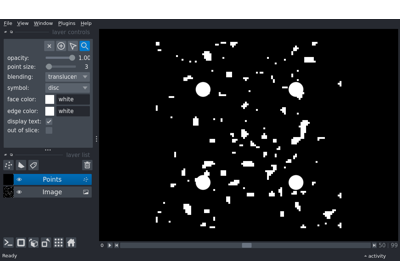 File View Window Plugins Help
layer controls
opacity: 1.00
point size: 3
blending: translucen
symbol: disc
face color: white
edge color: white
display text: ✓
out of slice:
layer list
Points
Image
0 50 99
Ready activity